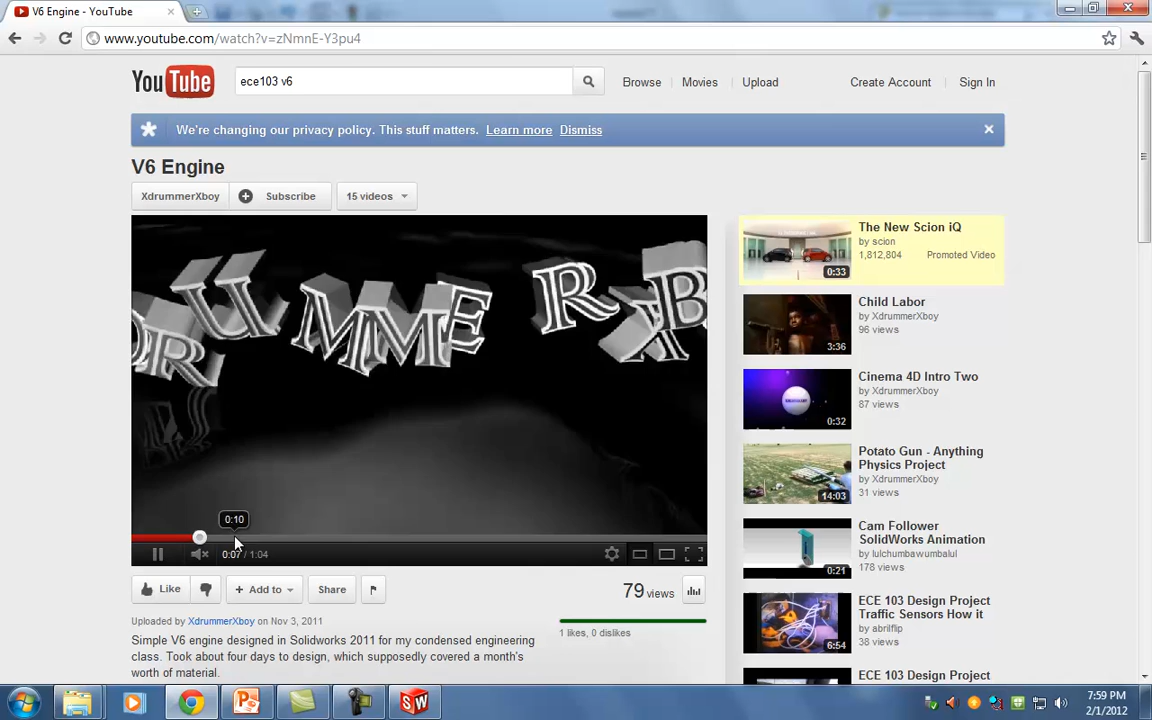 V6 Engine - YouTube
www.youtube.com/watch?v=zNmnE-Y3pu4
YouTube
ece103 v6
Browse
Movies
Upload
Create Account
Sign In
We're changing our privacy policy. This stuff matters. Learn more Dismiss
V6 Engine
XdrummerXboy
Subscribe
15 videos
R U M M E R X B
0:10
0:07 / 1:04
Like
Add to
Share
79 views
Uploaded by XdrummerXboy on Nov 3, 2011
1 likes, 0 dislikes
Simple V6 engine designed in Solidworks 2011 for my condensed engineering
class. Took about four days to design, which supposedly covered a month's
worth of material.
The New Scion iQ
by scion
1,812,804
Promoted Video
0:33
Child Labor
by XdrummerXboy
96 views
3:36
Cinema 4D Intro Two
by XdrummerXboy
87 views
0:32
Potato Gun - Anything
Physics Project
by XdrummerXboy
31 views
14:03
Cam Follower
SolidWorks Animation
by lulchumbawumbalul
178 views
0:21
ECE 103 Design Project
Traffic Sensors How it
by abrilflip
38 views
6:54
ECE 103 Design Project
7:59 PM
2/1/2012